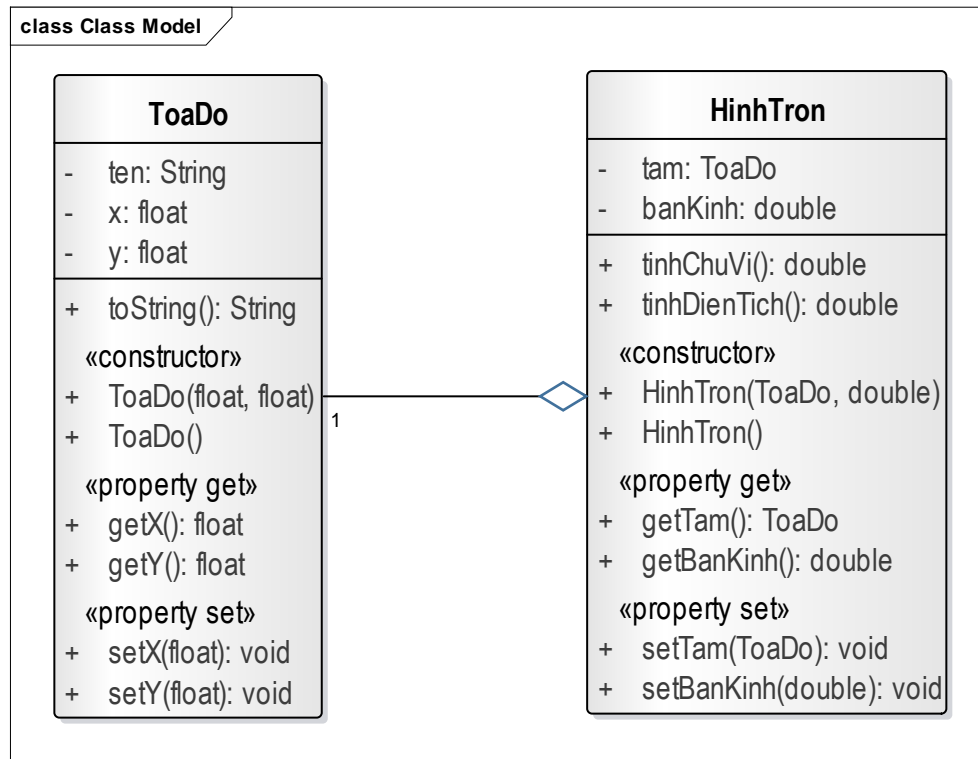 class Class Model
ToaDo
- ten: String
- x: float
- y: float
+ toString(): String
«constructor»
+ ToaDo(float, float)
+ ToaDo()
«property get»
+ getX(): float
+ getY(): float
«property set»
+ setX(float): void
+ setY(float): void
1
HinhTron
- tam: ToaDo
- banKinh: double
+ tinhChuVi(): double
+ tinhDienTich(): double
«constructor»
+ HinhTron(ToaDo, double)
+ HinhTron()
«property get»
+ getTam(): ToaDo
+ getBanKinh(): double
«property set»
+ setTam(ToaDo): void
+ setBanKinh(double): void